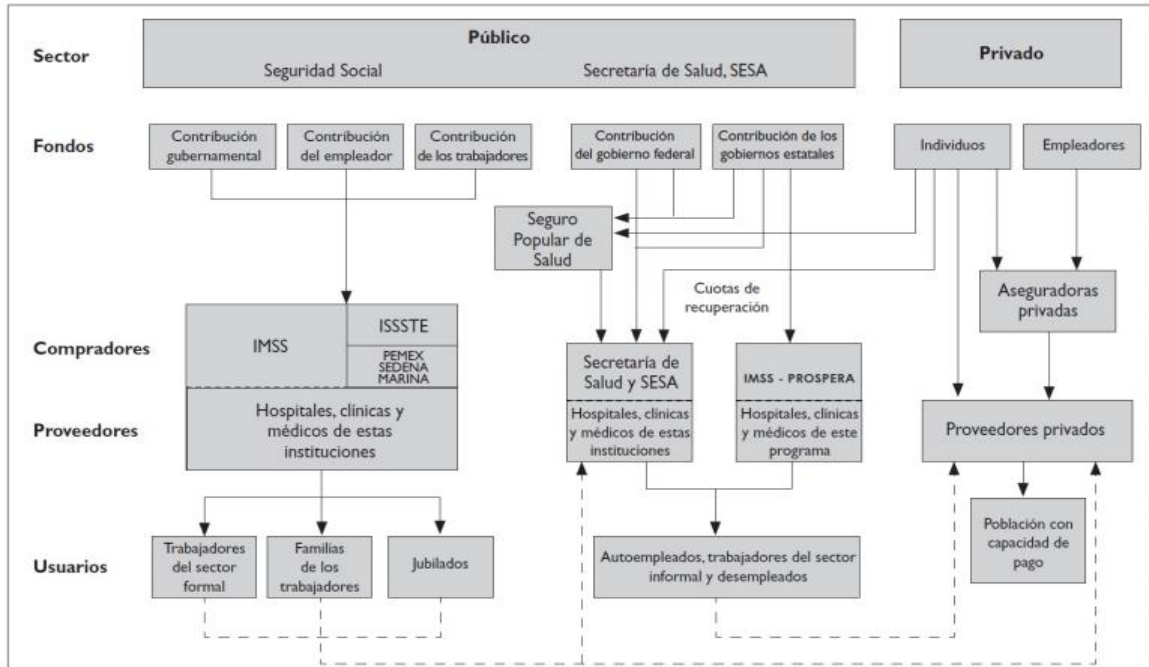 Sector
Público
Seguridad Social
Secretaría de Salud, SESA
Privado
Fondos
Contribución
gubernamental
Contribución
del empleador
Contribución
de los trabajadores
Contribución
del gobierno federal
Contribución de los
gobiernos estatales
Individuos
Empleadores
Seguro
Popular de
Salud
Cuotas de
recuperación
Aseguradoras
privadas
Compradores
IMSS
ISSSTE
PEMEX
SEDENA
MARINA
Secretaría de
Salud y SESA
IMSS - PROSPERA
Proveedores
Hospitales, clínicas y
médicos de estas
instituciones
Hospitales, clínicas
y médicos de estas
instituciones
Hospitales, clínicas
y médicos de este
programa
Proveedores privados
Usuarios
Trabajadores
del sector
formal
Familias
de los
trabajadores
Jubilados
Autoempleados, trabajadores del sector
informal y desempleados
Población con
capacidad de
pago